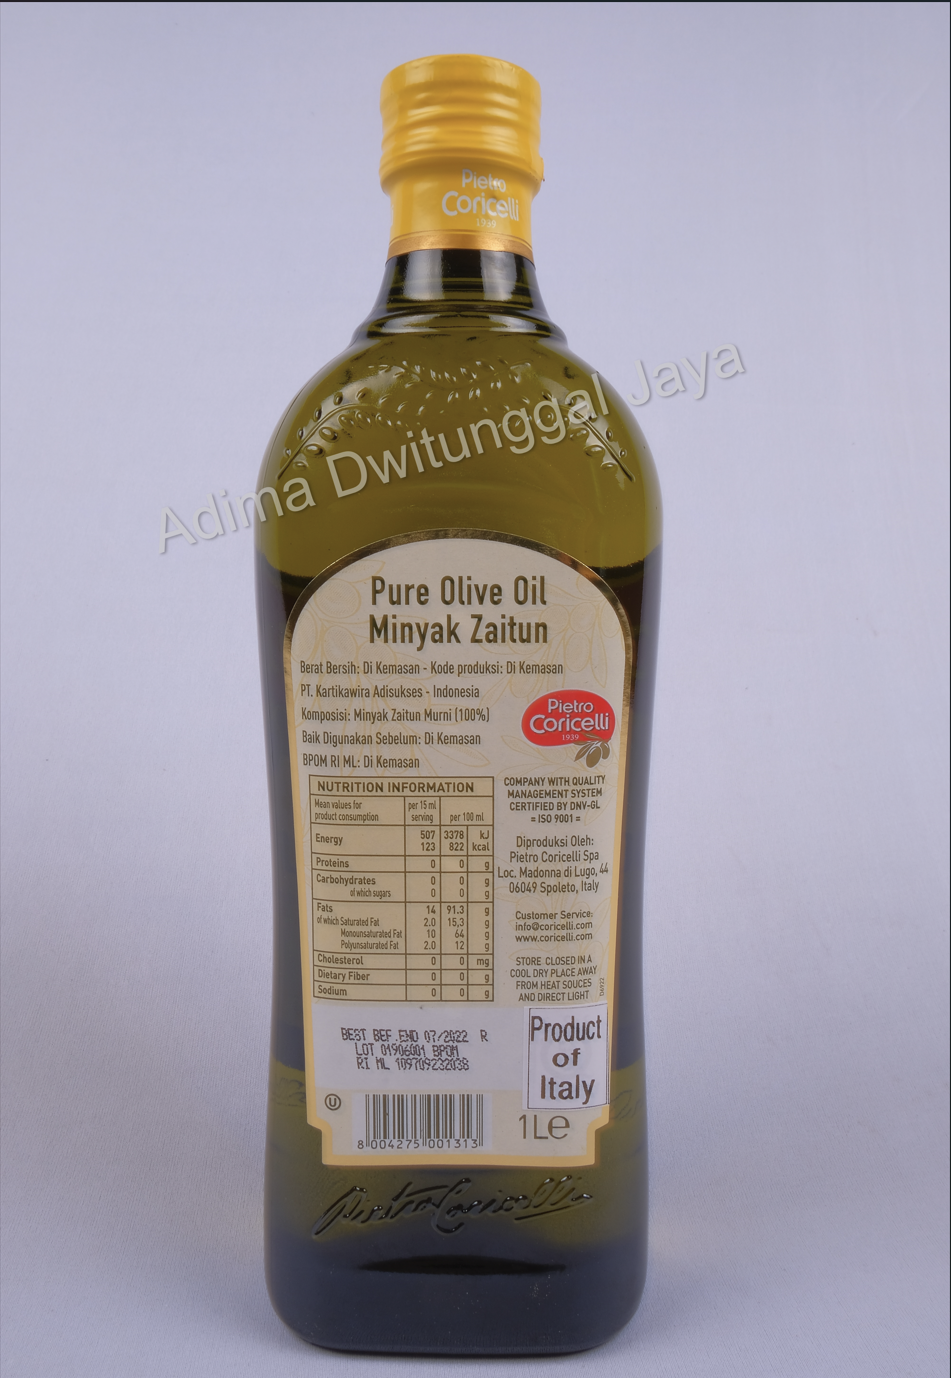 Pietro
Coricelli
1939
Adima Dwitunggal Jaya
Pure Olive Oil
Minyak Zaitun
Berat Bersih: Di Kemasan - Kode produksi: Di Kemasan
PT. Kartikawira Adisukses - Indonesia
Komposisi: Minyak Zaitun Murni (100%)
Baik Digunakan Sebelum: Di Kemasan
BPOM RI ML: Di Kemasan
Pietro
Coricelli
1939
NUTRITION INFORMATION
Mean values for product consumption per 15 ml serving per 100 ml
Energy 507 3378 kJ
123 822 kcal
Proteins 0 0 g
Carbohydrates 0 0 g
of which sugars 0 0 g
Fats 14 91.3 g
of which Saturated Fat 2.0 15,3 g
Monounsaturated Fat 10 64 g
Polyunsaturated Fat 2.0 12 g
Cholesterol 0 0 mg
Dietary Fiber 0 0 g
Sodium 0 0 g
COMPANY WITH QUALITY
MANAGEMENT SYSTEM
CERTIFIED BY DNV-GL
= ISO 9001 =
Diproduksi Oleh:
Pietro Coricelli Spa
Loc. Madonna di Lugo, 44
06049 Spoleto, Italy
Customer Service:
info@coricelli.com
www.coricelli.com
STORE CLOSED IN A
COOL DRY PLACE AWAY
FROM HEAT SOUCES
AND DIRECT LIGHT
BEST BEF.END 07/2022 R
LOT 01906001 BPOM
RI ML 109709232038
Product
of
Italy
U
8 004275 001313
1Le
Pietro Coricelli